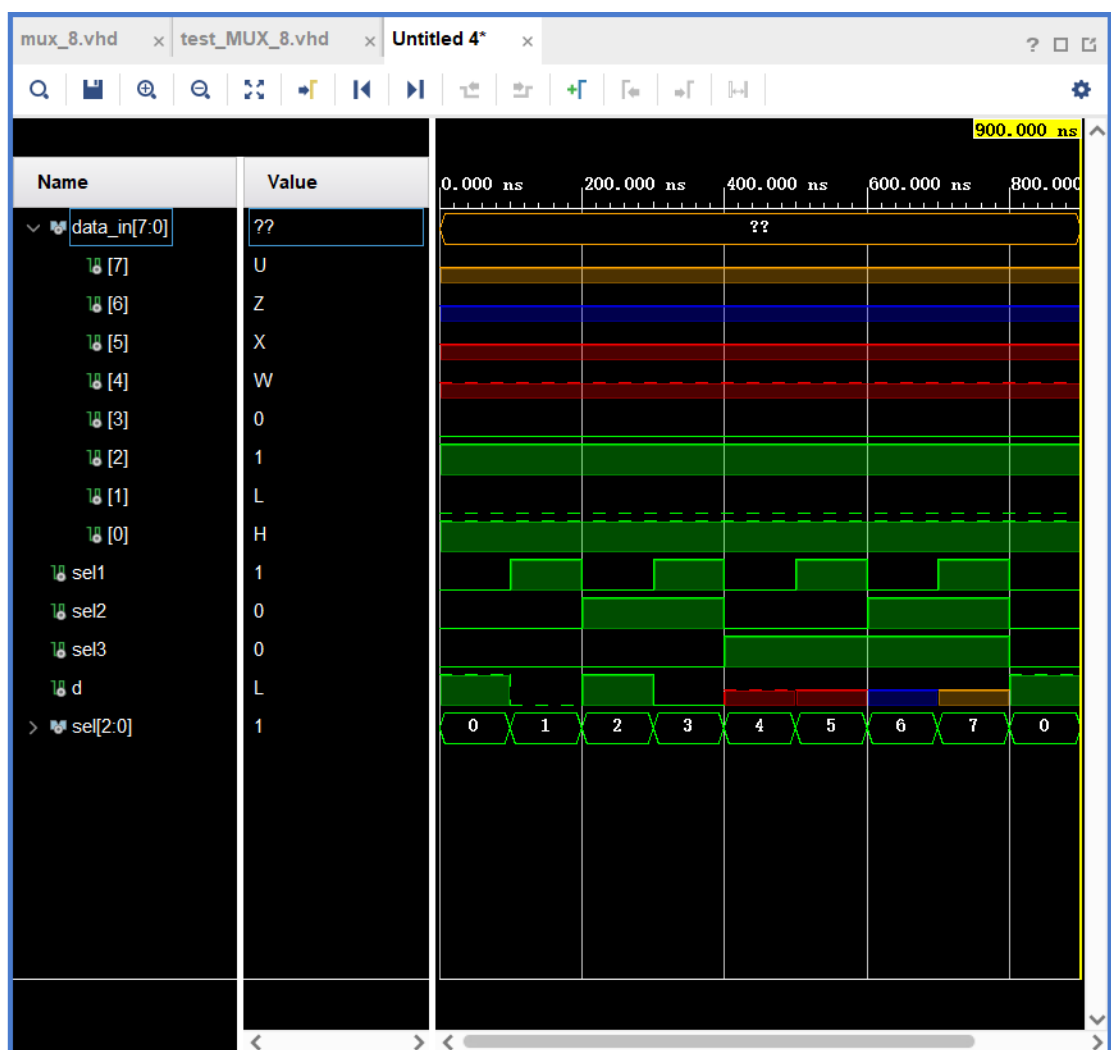 mux_8.vhd × test_MUX_8.vhd × Untitled 4* ×
?
900.000 ns
Name Value 0.000 ns 200.000 ns 400.000 ns 600.000 ns 800.000
data_in[7:0] ?? ??
[7] U
[6] Z
[5] X
[4] W
[3] 0
[2] 1
[1] L
[0] H
sel1 1
sel2 0
sel3 0
d L
sel[2:0] 1 0 1 2 3 4 5 6 7 0